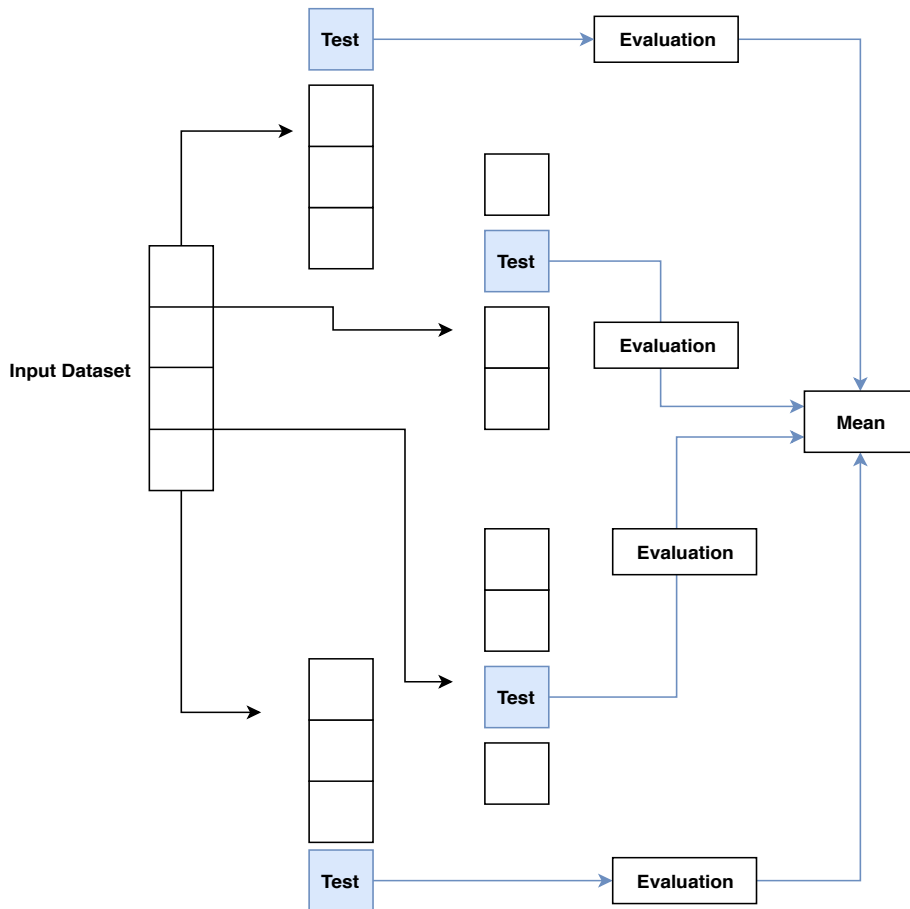 Test
Evaluation
Test
Evaluation
Input Dataset
Mean
Evaluation
Test
Test
Evaluation